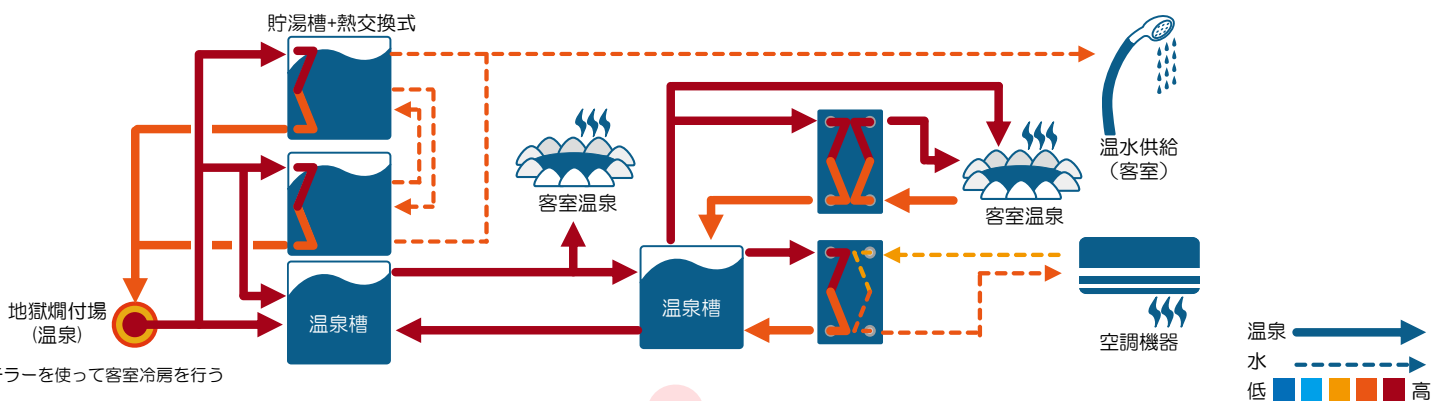 貯湯槽+熱交換式
温水供給
（客室）
客室温泉
客室温泉
温泉槽
地獄燗付場
(温泉)
温泉槽
空調機器
ラーを使って客室冷房を行う
温泉
水
低
高